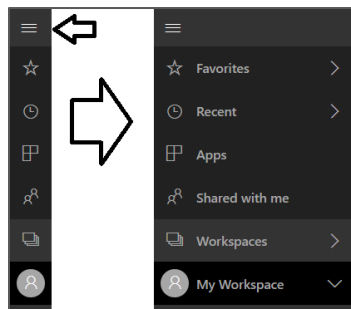 Favorites
Recent
Apps
Shared with me
Workspaces
My Workspace